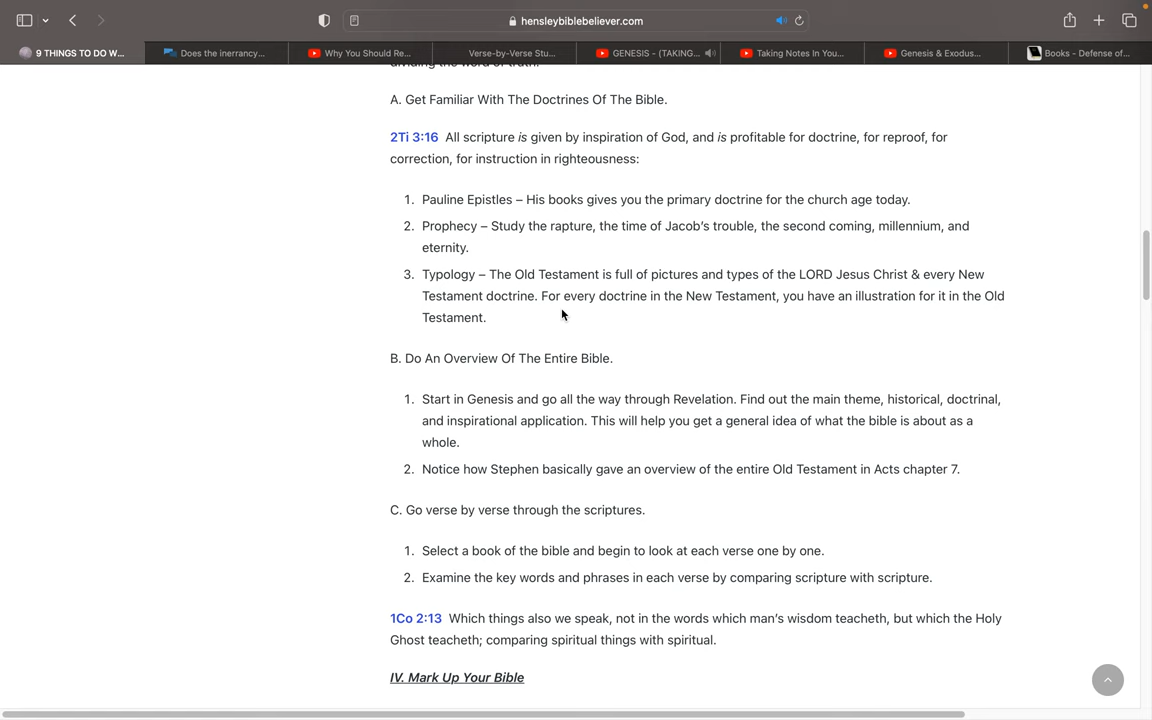 hensleybiblebeliever.com
9 THINGS TO DO W...
Does the inerrancy...
Why You Should Re...
Verse-by-Verse Stu...
GENESIS - (TAKING...
Taking Notes In You...
Genesis & Exodus...
Books - Defense of...
dividing the word of truth.
A. Get Familiar With The Doctrines Of The Bible.
2Ti 3:16 All scripture is given by inspiration of God, and is profitable for doctrine, for reproof, for
correction, for instruction in righteousness:
1. Pauline Epistles – His books gives you the primary doctrine for the church age today.
2. Prophecy – Study the rapture, the time of Jacob's trouble, the second coming, millennium, and
eternity.
3. Typology – The Old Testament is full of pictures and types of the LORD Jesus Christ & every New
Testament doctrine. For every doctrine in the New Testament, you have an illustration for it in the Old
Testament.
B. Do An Overview Of The Entire Bible.
1. Start in Genesis and go all the way through Revelation. Find out the main theme, historical, doctrinal,
and inspirational application. This will help you get a general idea of what the bible is about as a
whole.
2. Notice how Stephen basically gave an overview of the entire Old Testament in Acts chapter 7.
C. Go verse by verse through the scriptures.
1. Select a book of the bible and begin to look at each verse one by one.
2. Examine the key words and phrases in each verse by comparing scripture with scripture.
1Co 2:13 Which things also we speak, not in the words which man's wisdom teacheth, but which the Holy
Ghost teacheth; comparing spiritual things with spiritual.
IV. Mark Up Your Bible